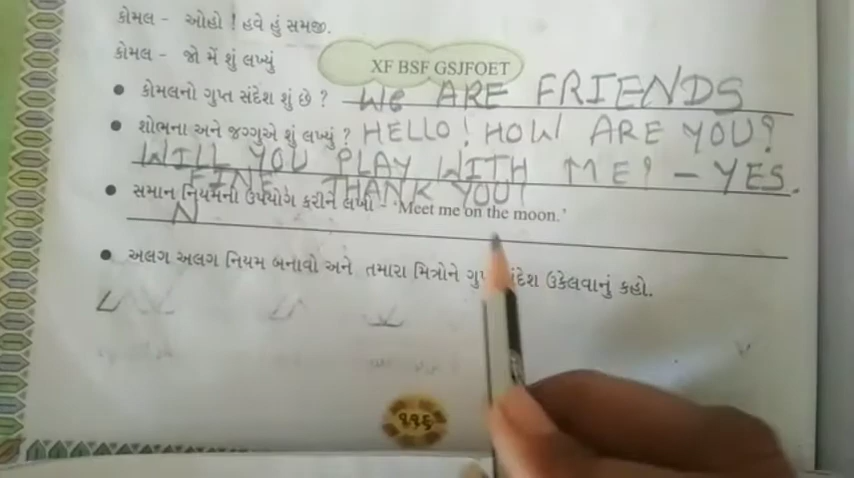 કોમલ - ઓહો ! હવે હું સમજી.
કોમલ - જો મેં શું લખ્યું
XF BSF GSJFOET
• કોમલનો ગુપ્ત સંદેશ શું છે ? We ARE FRIENDS
• શોભના અને જગ્ગુએ શું લખ્યું ? HELLO! HOW ARE YOU?
WILL YOU PLAY WITH ME? - YES.
FINE THANK YOU!
• સમાન નિયમનો ઉપયોગ કરીને લખો - 'Meet me on the moon.'
N
• અલગ અલગ નિયમ બનાવો અને તમારા મિત્રોને ગુપ્ત સંદેશ ઉકેલવાનું કહો.
૧૧૬